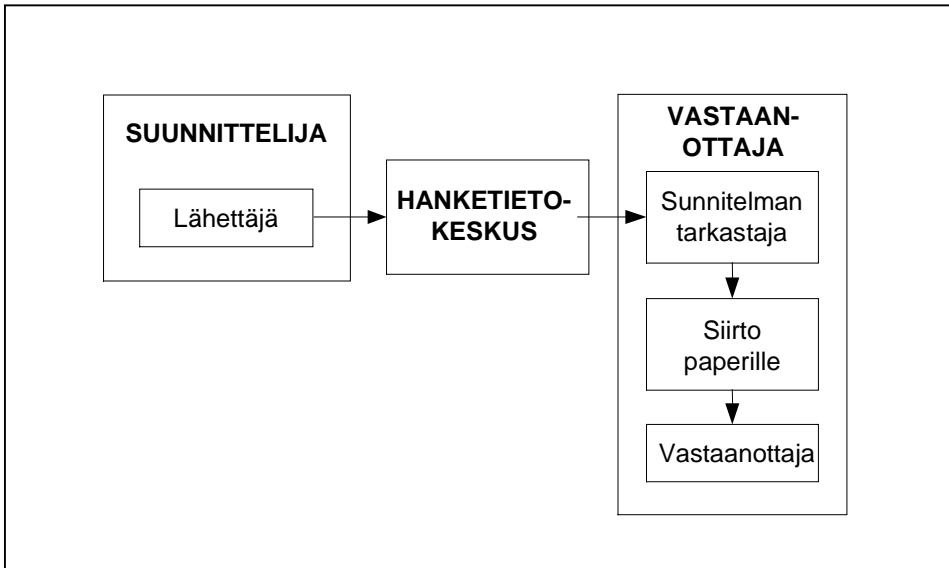 SUUNNITTELIJA
Lähettäjä
HANKETIETO-
KESKUS
VASTAAN-
OTTAJA
Sunnitelman
tarkastaja
Siirto
paperille
Vastaanottaja